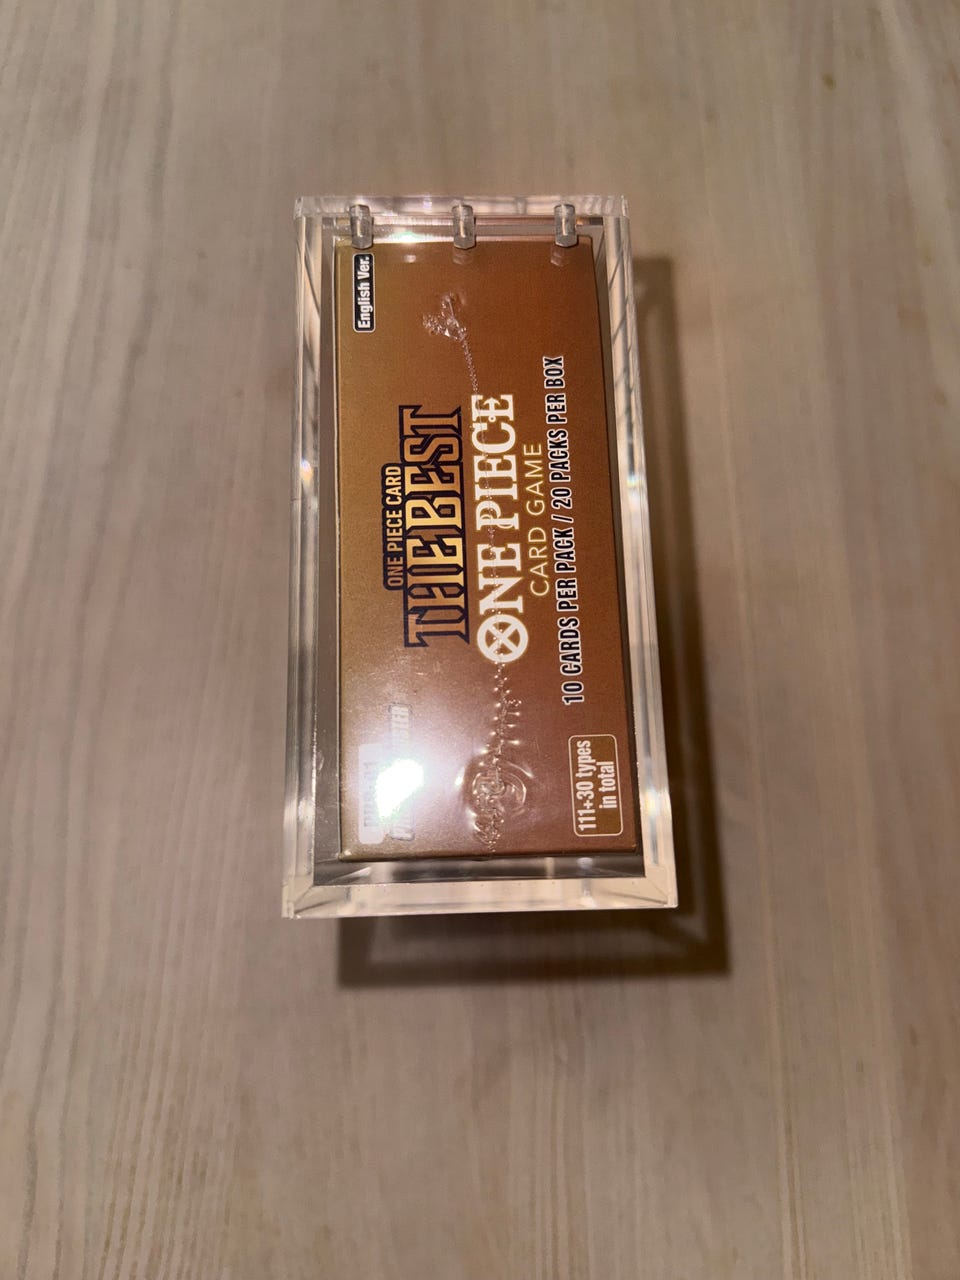 English Ver.
ONE PIECE CARD
THE BEST
ONE PIECE
CARD GAME
10 CARDS PER PACK / 20 PACKS PER BOX
111+30 types
in total